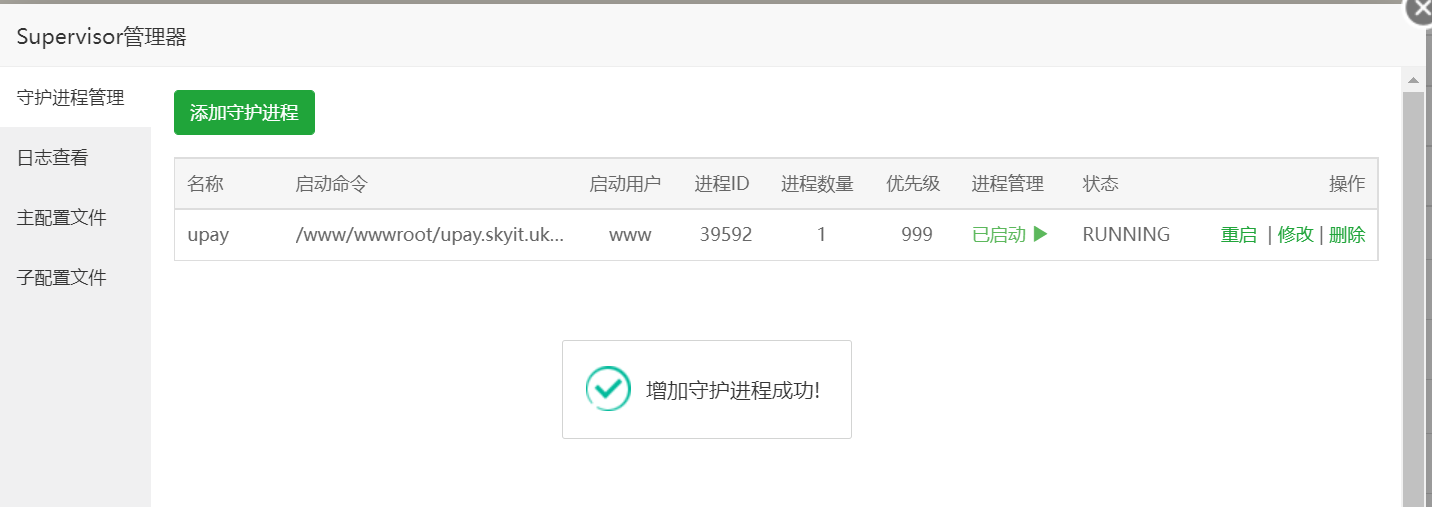 Supervisor管理器
守护进程管理
日志查看
主配置文件
子配置文件
添加守护进程
名称 启动命令 启动用户 进程ID 进程数量 优先级 进程管理 状态 操作
upay /www/wwwroot/upay.skyit.uk... www 39592 1 999 已启动 RUNNING 重启 | 修改 | 删除
增加守护进程成功!